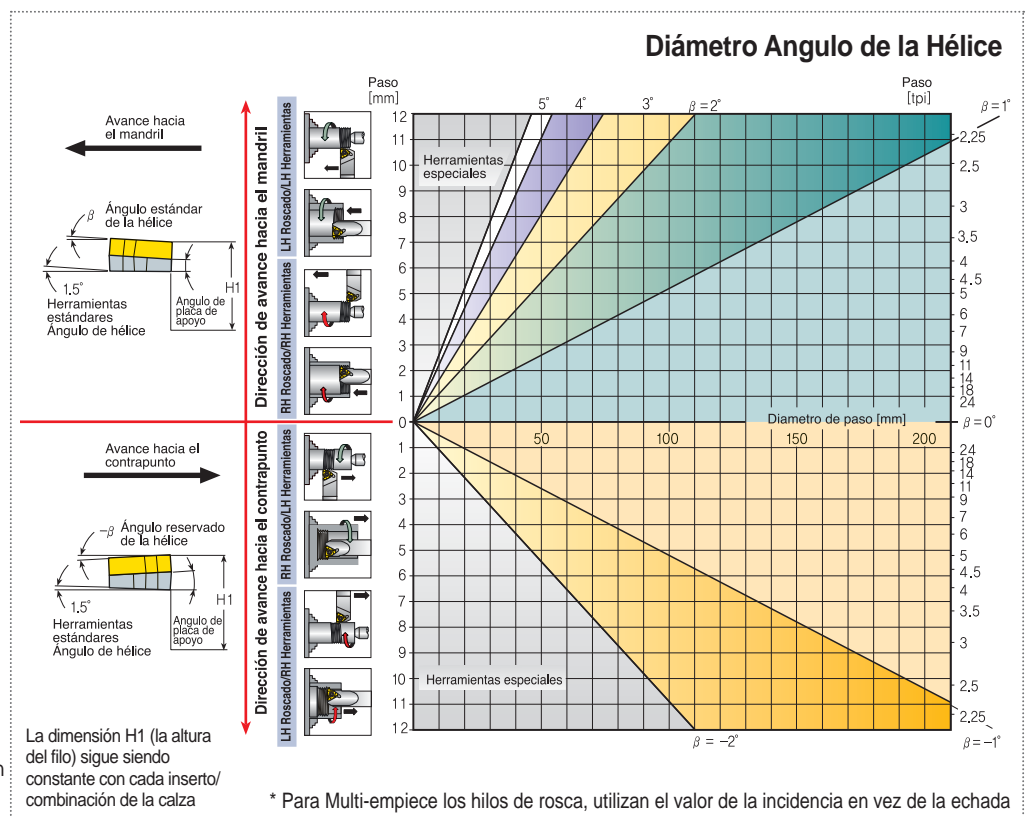 Diámetro Angulo de la Hélice
Avance hacia
el mandril
β
Ángulo estándar
de la hélice
1.5°
Herramientas
estándares
Ángulo de hélice
Angulo de
placa de
apoyo
H1
Dirección de avance hacia el mandril
LH Roscado/LH Herramientas
RH Roscado/RH Herramientas
Avance hacia el
contrapunto
-β
Ángulo reservado
de la hélice
1.5°
Herramientas
estándares
Ángulo de hélice
Angulo de
placa de
apoyo
H1
Dirección de avance hacia el contrapunto
RH Roscado/LH Herramientas
LH Roscado/RH Herramientas
La dimensión H1 (la altura
del filo) sigue siendo
constante con cada inserto/
combinación de la calza
n
Paso
[mm]
5° 4° 3° β=2°
Paso
[tpi]
β=1°
12
11
10
9
8
7
6
5
4
3
2
1
0
1
2
3
4
5
6
7
8
9
10
11
12
Herramientas
especiales
Diametro de paso [mm]
50 100 150 200
Herramientas especiales
2,25
2,5
3
3,5
4
4,5
5
6
7
9
11
14
18
24
β=0°
24
18
14
11
9
7
6
5
4,5
4
3,5
3
2,5
2,25
β = -2°
β=-1°
* Para Multi-empiece los hilos de rosca, utilizan el valor de la incidencia en vez de la echada